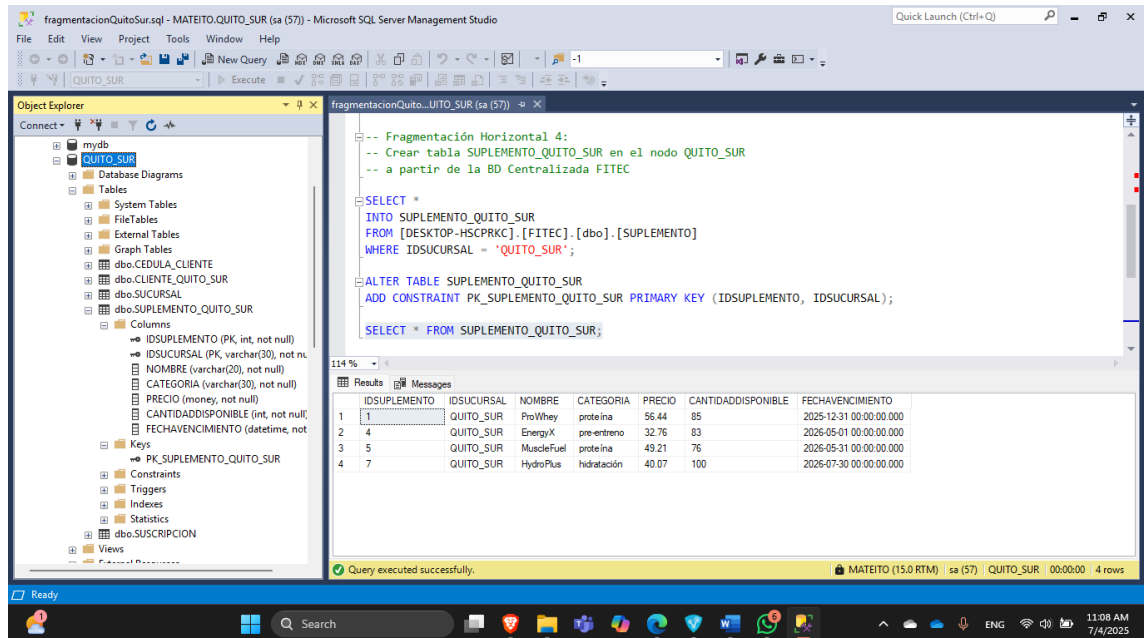 fragmentacionQuitoSur.sql - MATEITO.QUITO_SUR (sa (57)) - Microsoft SQL Server Management Studio
Quick Launch (Ctrl+Q)
File Edit View Project Tools Window Help
New Query
-1
QUITO_SUR
Execute
Object Explorer
Connect
mydb
QUITO_SUR
Database Diagrams
Tables
System Tables
FileTables
External Tables
Graph Tables
dbo.CEDULA_CLIENTE
dbo.CLIENTE_QUITO_SUR
dbo.SUCURSAL
dbo.SUPLEMENTO_QUITO_SUR
Columns
IDSUPLEMENTO (PK, int, not null)
IDSUCURSAL (PK, varchar(30), not nu
NOMBRE (varchar(20), not null)
CATEGORIA (varchar(30), not null)
PRECIO (money, not null)
CANTIDADDISPONIBLE (int, not null)
FECHAVENCIMIENTO (datetime, not
Keys
PK_SUPLEMENTO_QUITO_SUR
Constraints
Triggers
Indexes
Statistics
dbo.SUSCRIPCION
Views
fragmentacionQuito...UITO_SUR (sa (57))
-- Fragmentación Horizontal 4:
-- Crear tabla SUPLEMENTO_QUITO_SUR en el nodo QUITO_SUR
-- a partir de la BD Centralizada FITEC
SELECT *
INTO SUPLEMENTO_QUITO_SUR
FROM [DESKTOP-HSCPRKC].[FITEC].[dbo].[SUPLEMENTO]
WHERE IDSUCURSAL = 'QUITO_SUR';
ALTER TABLE SUPLEMENTO_QUITO_SUR
ADD CONSTRAINT PK_SUPLEMENTO_QUITO_SUR PRIMARY KEY (IDSUPLEMENTO, IDSUCURSAL);
SELECT * FROM SUPLEMENTO_QUITO_SUR;
114 %
Results Messages
IDSUPLEMENTO IDSUCURSAL NOMBRE CATEGORIA PRECIO CANTIDADDISPONIBLE FECHAVENCIMIENTO
1 1 QUITO_SUR ProWhey proteína 56.44 85 2025-12-31 00:00:00.000
2 4 QUITO_SUR EnergyX pre-entreno 32.76 83 2026-05-01 00:00:00.000
3 5 QUITO_SUR MuscleFuel proteína 49.21 76 2026-05-31 00:00:00.000
4 7 QUITO_SUR HydroPlus hidratación 40.07 100 2026-07-30 00:00:00.000
Query executed successfully.
MATEITO (15.0 RTM) sa (57) QUITO_SUR 00:00:00 4 rows
Ready
Search
ENG
11:08 AM
7/4/2025